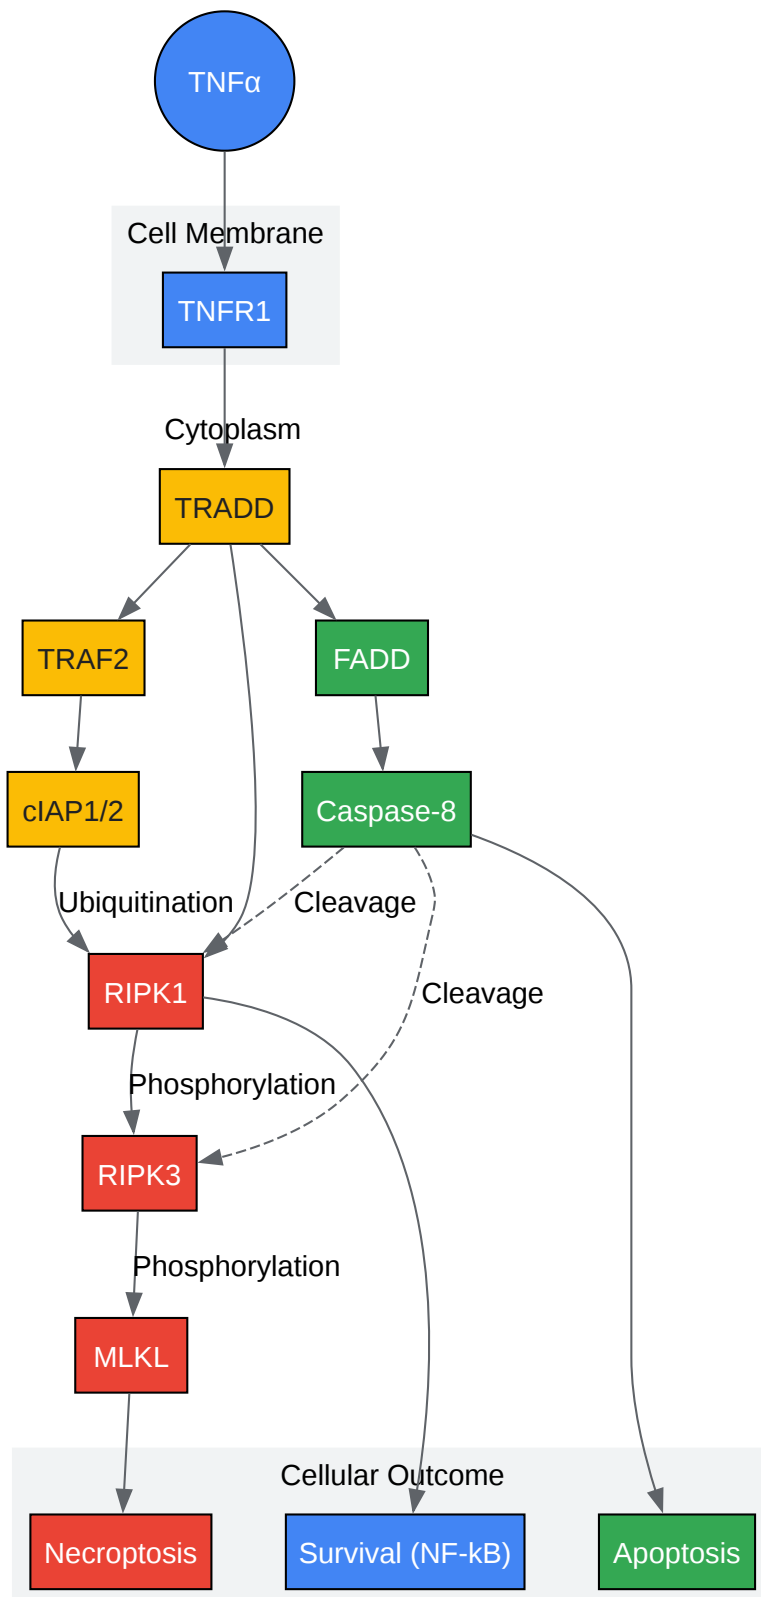 TNFα
Cell Membrane
TNFR1
Cytoplasm
TRADD
TRAF2
FADD
cIAP1/2
Caspase-8
Ubiquitination
Cleavage
RIPK1
Cleavage
Phosphorylation
RIPK3
Phosphorylation
MLKL
Cellular Outcome
Necroptosis
Survival (NF-kB)
Apoptosis